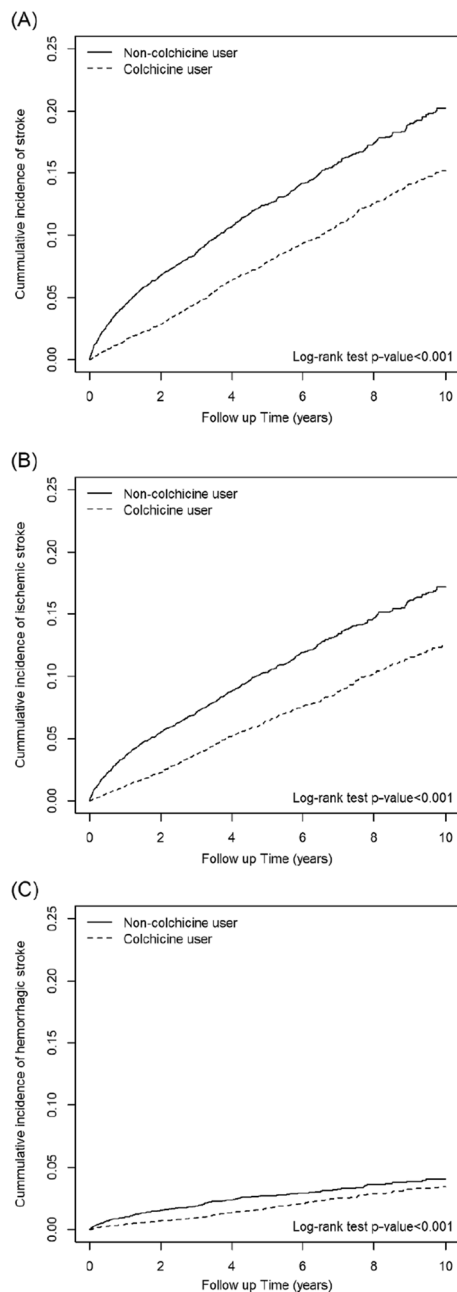 (A)
Non-colchicine user
Colchicine user
Cummulative incidence of stroke
0.25
0.20
0.15
0.10
0.05
0.00
Log-rank test p-value<0.001
0 2 4 6 8 10
Follow up Time (years)
(B)
Non-colchicine user
Colchicine user
Cummulative incidence of ischemic stroke
0.25
0.20
0.15
0.10
0.05
0.00
Log-rank test p-value<0.001
0 2 4 6 8 10
Follow up Time (years)
(C)
Non-colchicine user
Colchicine user
Cummulative incidence of hemorrhagic stroke
0.25
0.20
0.15
0.10
0.05
0.00
Log-rank test p-value<0.001
0 2 4 6 8 10
Follow up Time (years)